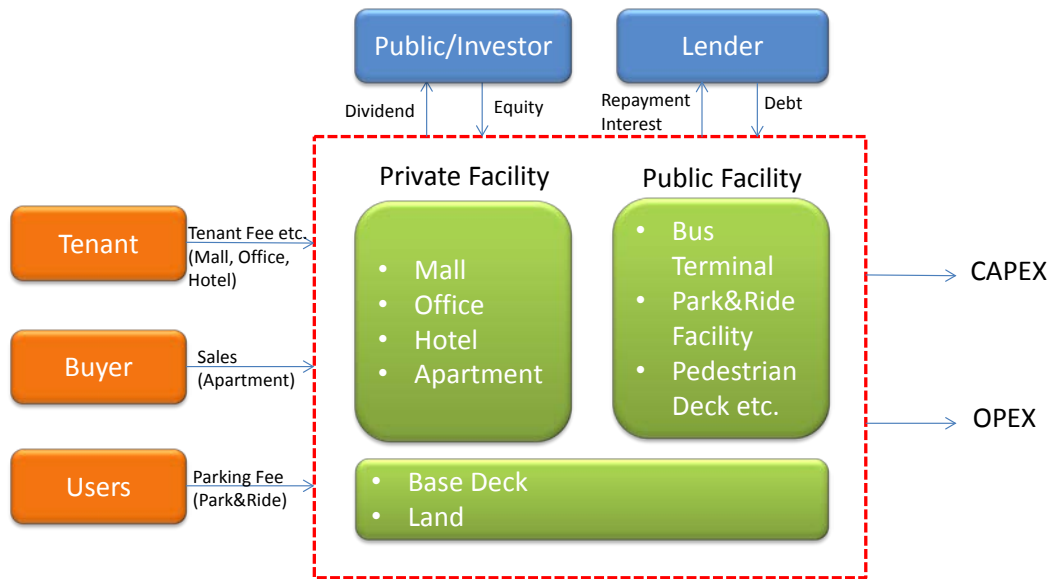 Public/Investor
Lender
Dividend
Equity
Repayment
Interest
Debt
Private Facility
Public Facility
Tenant
Tenant Fee etc.
(Mall, Office,
Hotel)
• Mall
• Office
• Hotel
• Apartment
• Bus
Terminal
• Park&Ride
Facility
• Pedestrian
Deck etc.
CAPEX
Buyer
Sales
(Apartment)
OPEX
Users
Parking Fee
(Park&Ride)
• Base Deck
• Land